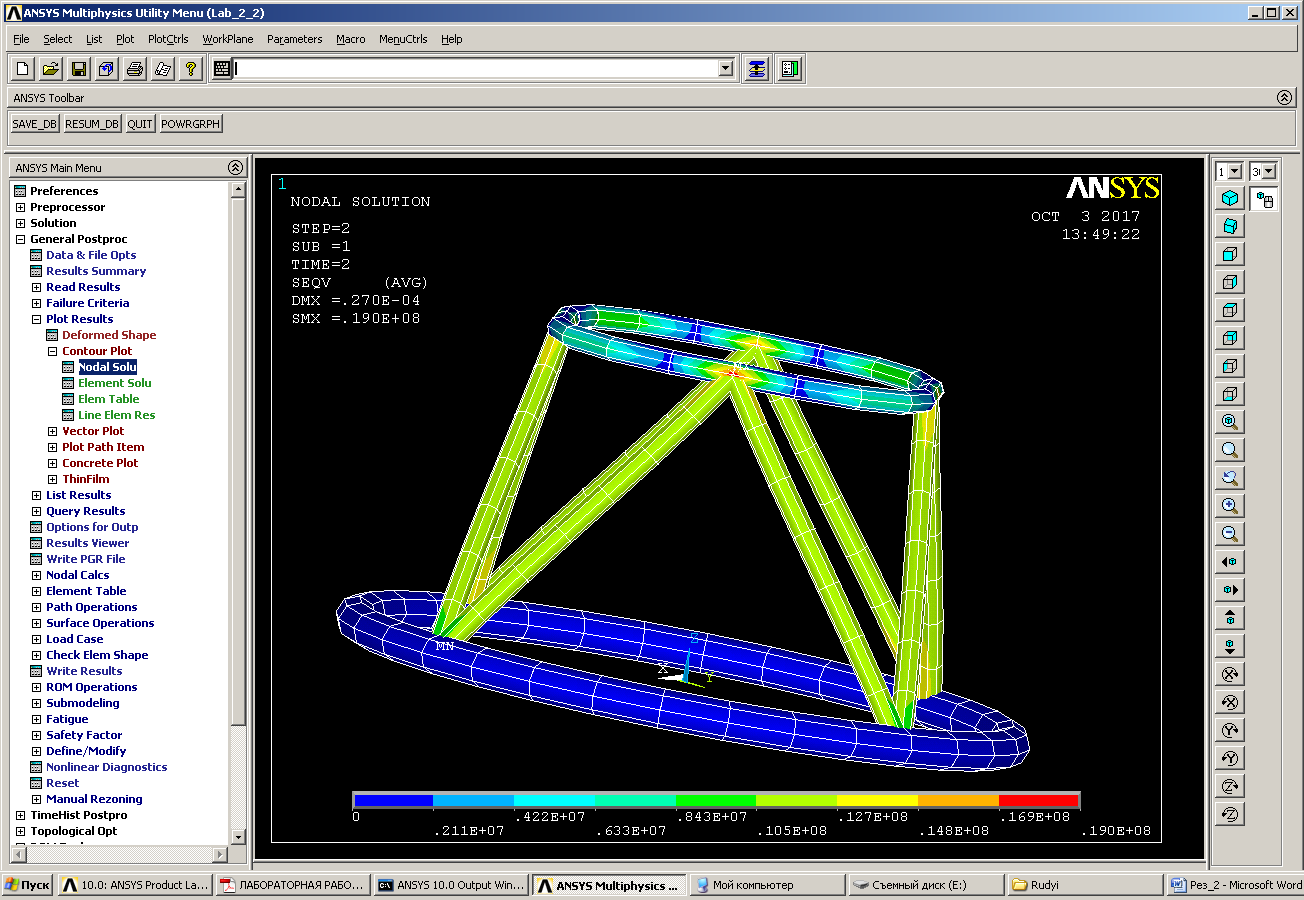 ANSYS Multiphysics Utility Menu (Lab_2_2)
File Select List Plot PlotCtrls WorkPlane Parameters Macro MenuCtrls Help
ANSYS Toolbar
SAVE_DB RESUM_DB QUIT POWRGRPH
ANSYS Main Menu
Preferences
Preprocessor
Solution
General Postproc
Data & File Opts
Results Summary
Read Results
Failure Criteria
Plot Results
Deformed Shape
Contour Plot
Nodal Solu
Element Solu
Elem Table
Line Elem Res
Vector Plot
Plot Path Item
Concrete Plot
ThinFilm
List Results
Query Results
Options for Outp
Results Viewer
Write PGR File
Nodal Calcs
Element Table
Path Operations
Surface Operations
Load Case
Check Elem Shape
Write Results
ROM Operations
Submodeling
Fatigue
Safety Factor
Define/Modify
Nonlinear Diagnostics
Reset
Manual Rezoning
TimeHist Postpro
Topological Opt
1
NODAL SOLUTION
STEP=2
SUB =1
TIME=2
SEQV (AVG)
DMX =.270E-04
SMX =.190E+08
ANSYS
OCT 3 2017
13:49:22
MN
X
Y
Z
0
.211E+07
.422E+07
.633E+07
.843E+07
.105E+08
.127E+08
.148E+08
.169E+08
.190E+08
1
Пуск
10.0: ANSYS Product La...
ЛАБОРАТОРНАЯ РАБО...
ANSYS 10.0 Output Win...
ANSYS Multiphysics ...
Мой компьютер
Съемный диск (E:)
Rudyi
Рез_2 - Microsoft Word